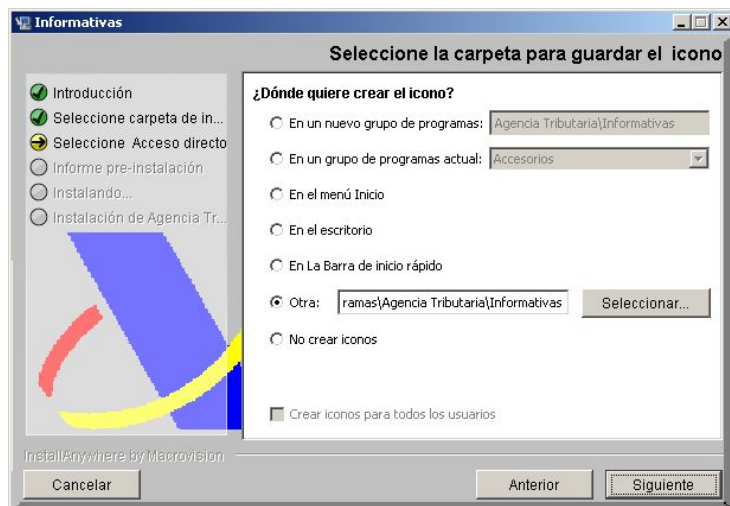 Informativas
Seleccione la carpeta para guardar el icono
Introducción
Seleccione carpeta de in...
Seleccione Acceso directo
Informe pre-instalación
Instalando...
Instalación de Agencia Tr...
¿Dónde quiere crear el icono?
En un nuevo grupo de programas: Agencia Tributaria\Informativas
En un grupo de programas actual: Accesorios
En el menú Inicio
En el escritorio
En La Barra de inicio rápido
Otra: ramas\Agencia Tributaria\Informativas Seleccionar...
No crear iconos
Crear iconos para todos los usuarios
InstallAnywhere by Macrovision
Cancelar Anterior Siguiente